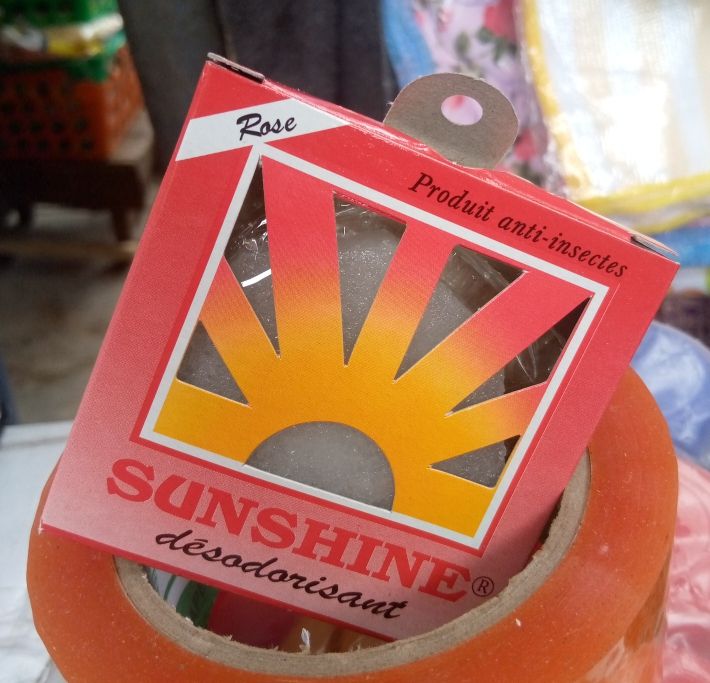 Rose
Produit anti-insectes
SUNSHINE®
désodorisant